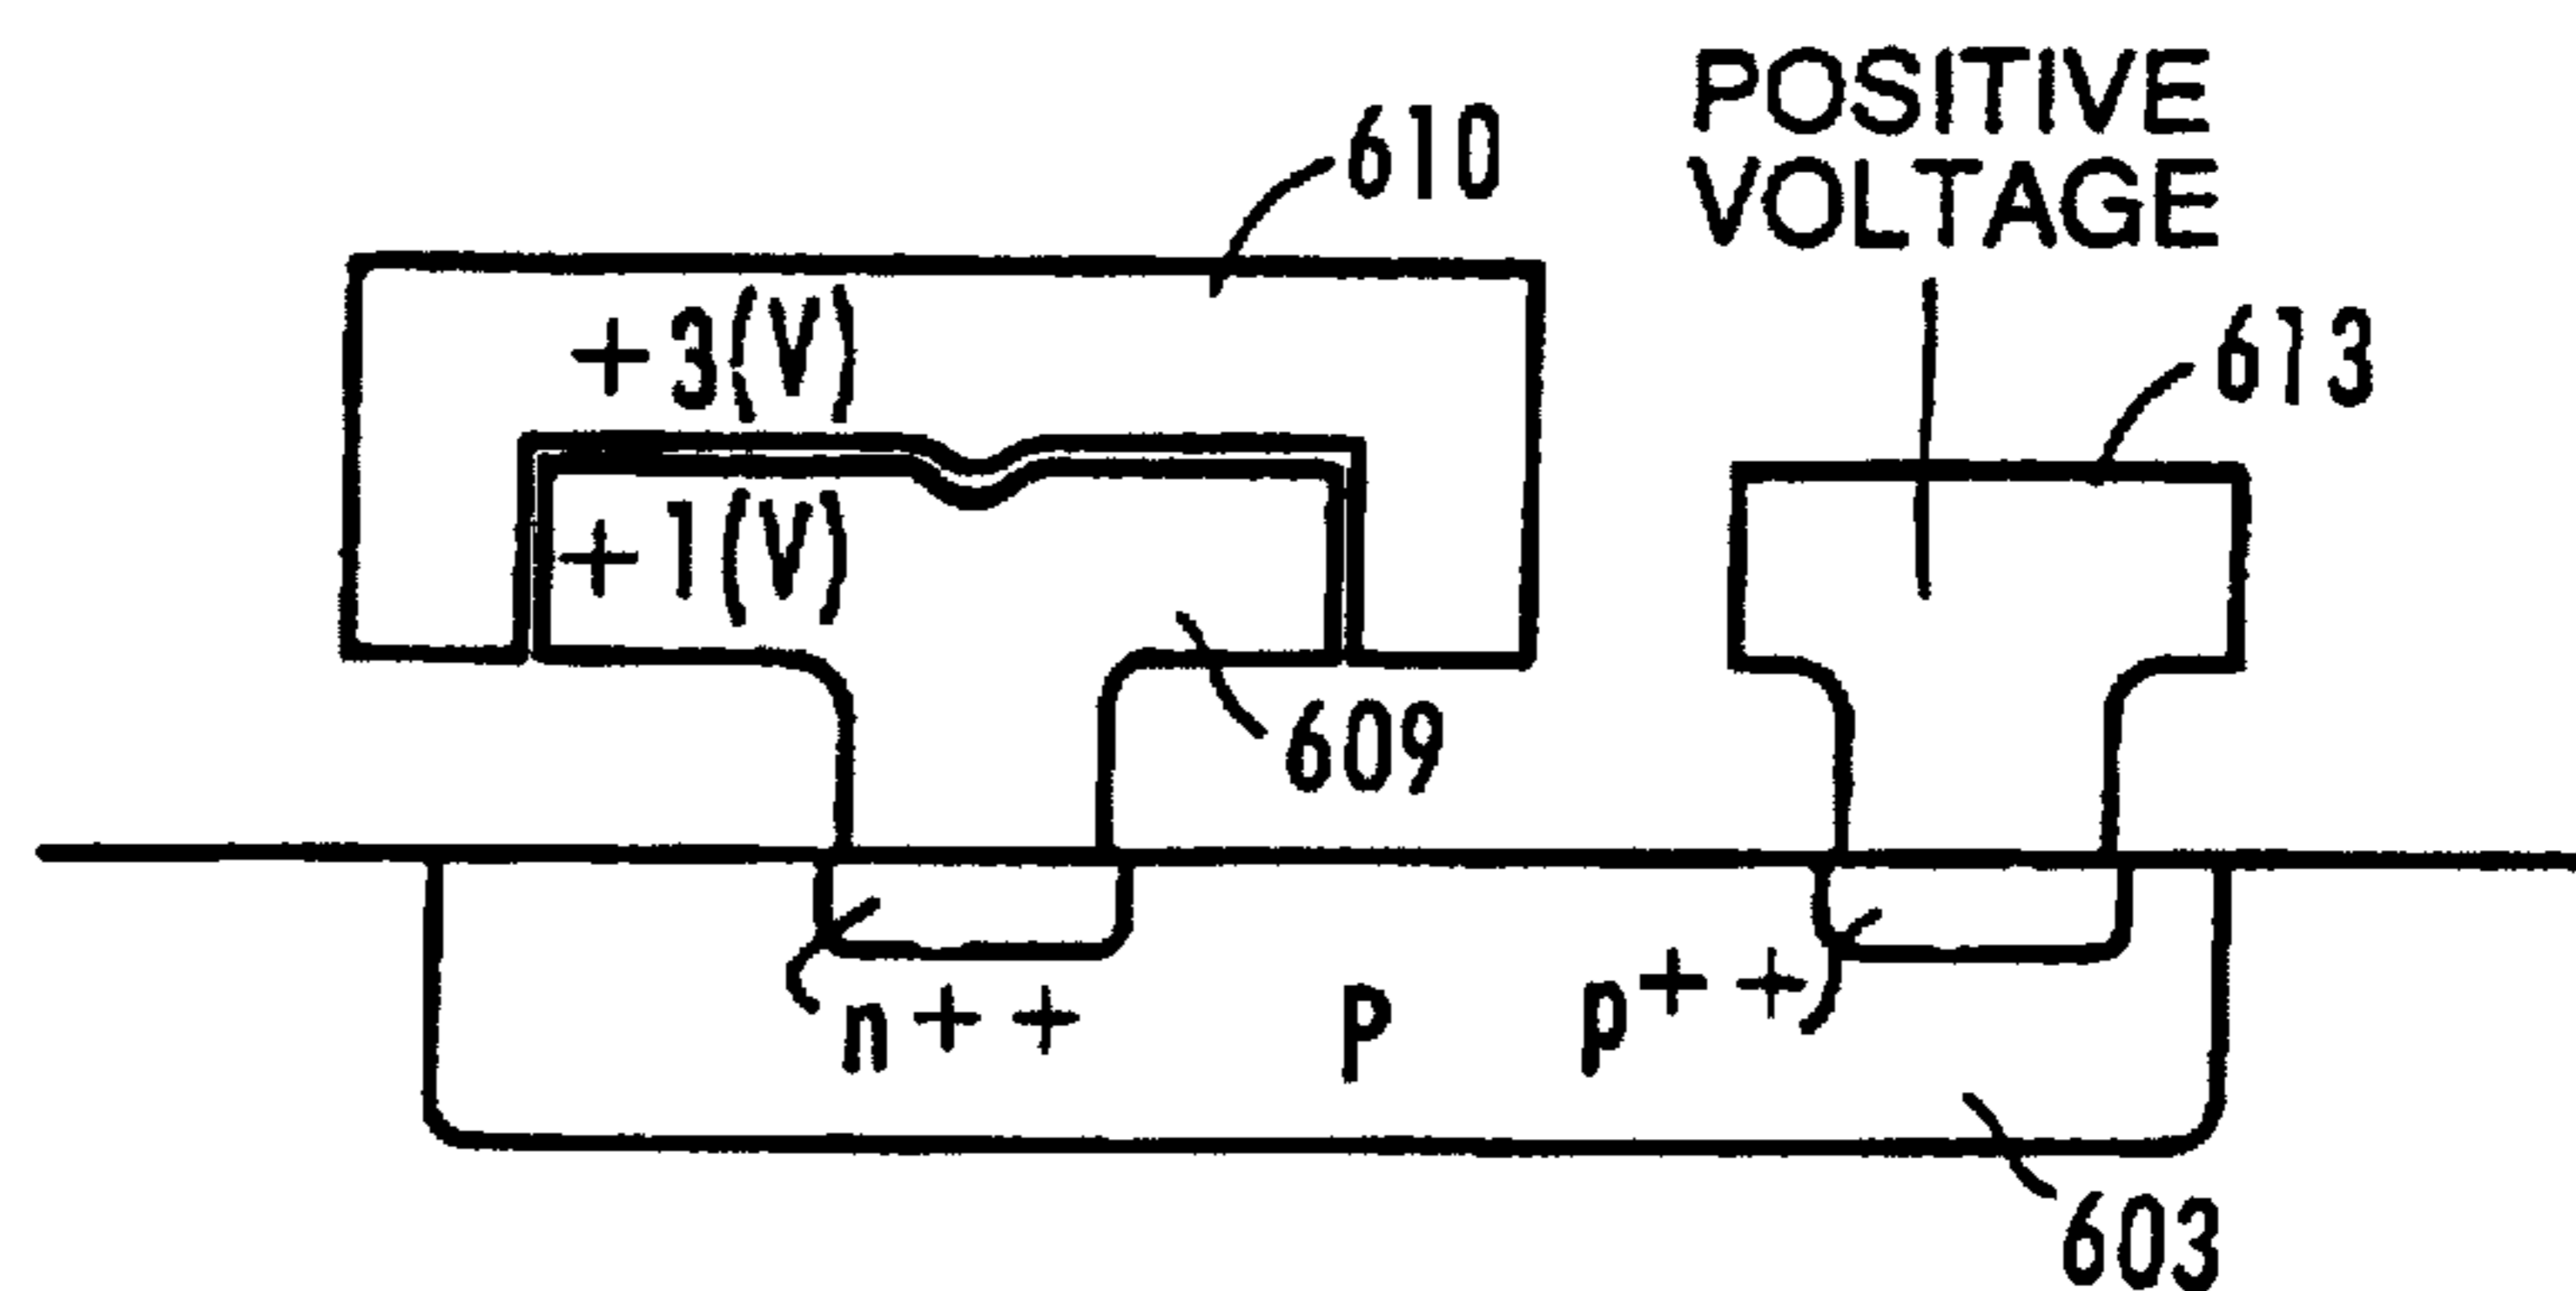 POSITIVE
VOLTAGE
610
613
+3(V)
+1(V)
609
n++
P
p++
603